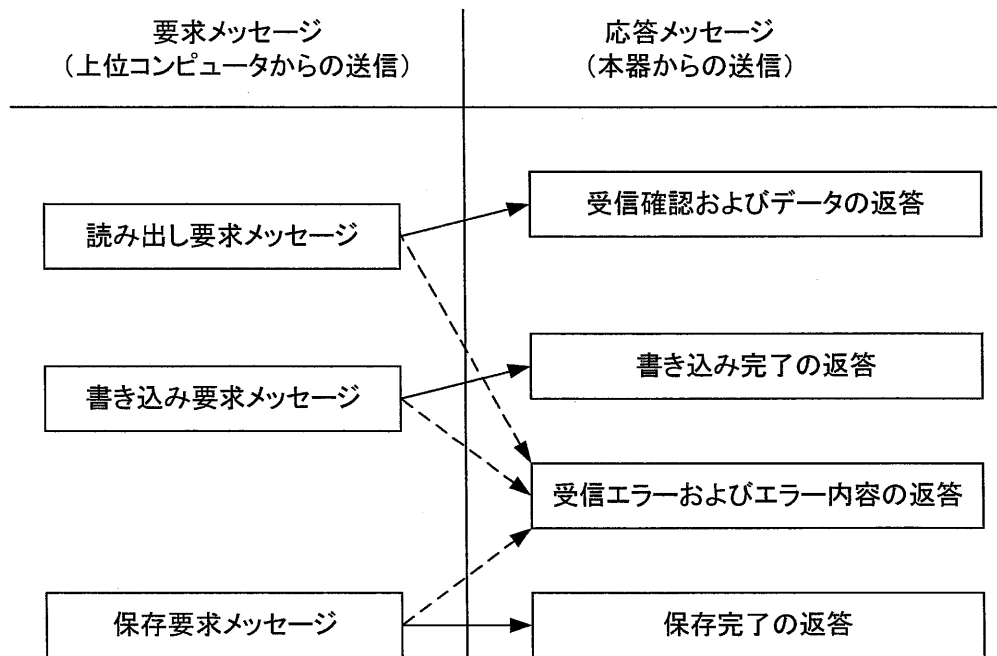 要求メッセージ
（上位コンピュータからの送信）
応答メッセージ
（本器からの送信）
読み出し要求メッセージ
受信確認およびデータの返答
書き込み要求メッセージ
書き込み完了の返答
受信エラーおよびエラー内容の返答
保存要求メッセージ
保存完了の返答